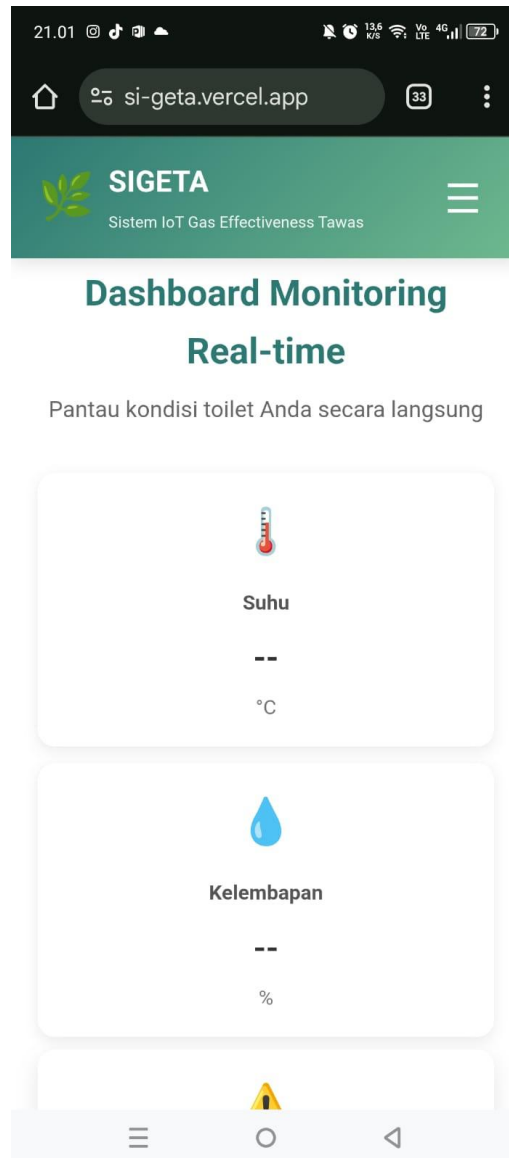 21.01
13,6 K/S
Vo LTE
4G
72
si-geta.vercel.app
33
SIGETA
Sistem IoT Gas Effectiveness Tawas
Dashboard Monitoring
Real-time
Pantau kondisi toilet Anda secara langsung
Suhu
--
°C
Kelembapan
--
%